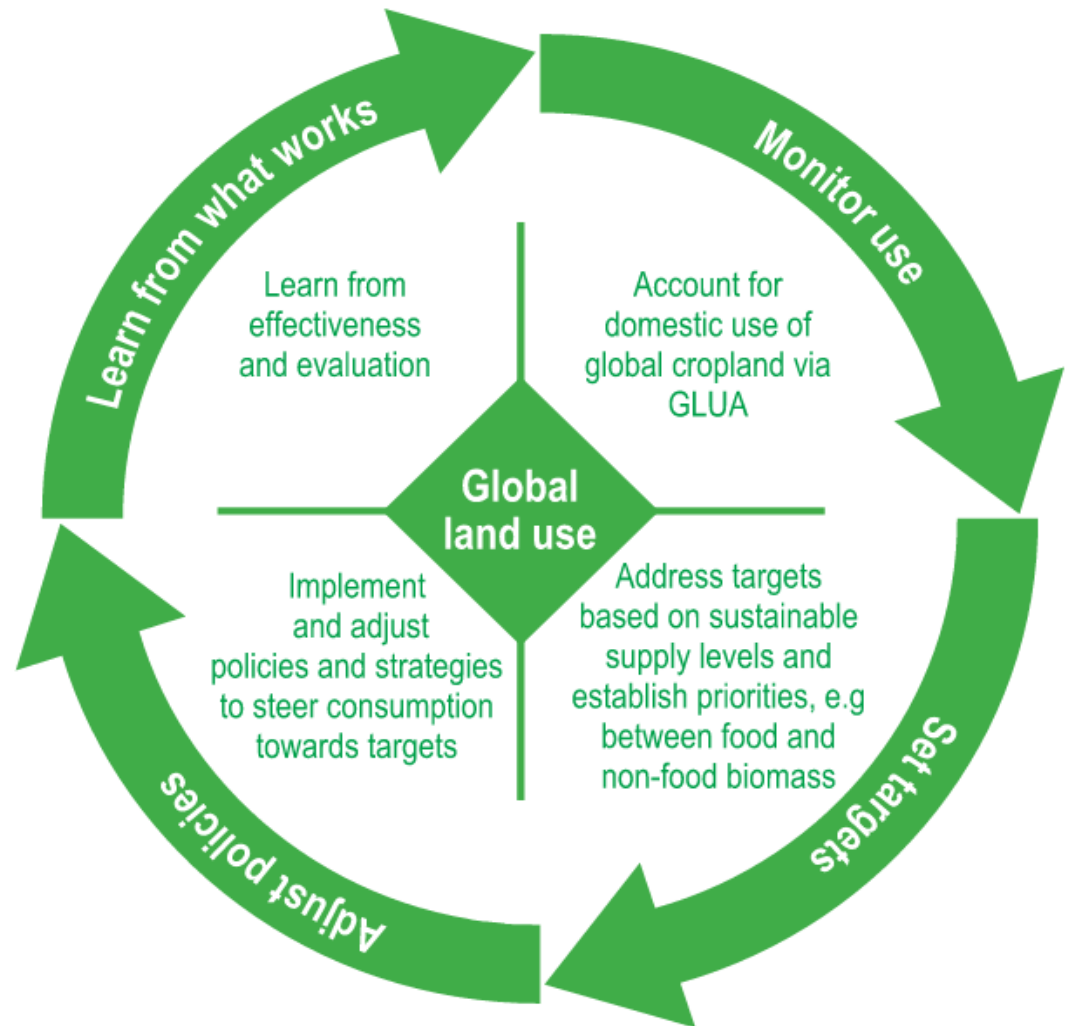 Learn from what works
Monitor use
Learn from
effectiveness
and evaluation
Account for
domestic use of
global cropland via
GLUA
Global
land use
Implement
and adjust
policies and strategies
to steer consumption
towards targets
Address targets
based on sustainable
supply levels and
establish priorities, e.g
between food and
non-food biomass
Adjust policies
Set targets